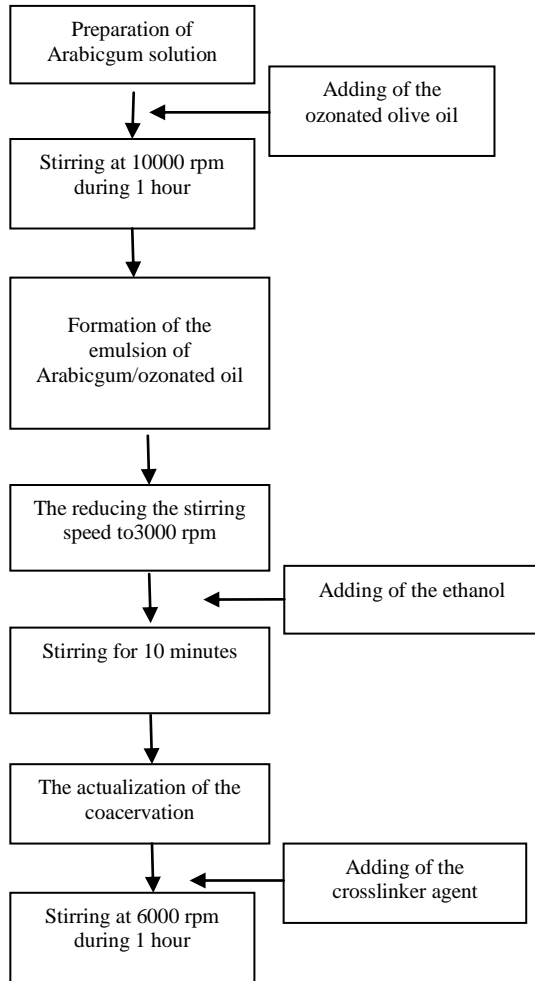 Preparation of
Arabicgum solution
Adding of the
ozonated olive oil
Stirring at 10000 rpm
during 1 hour
Formation of the
emulsion of
Arabicgum/ozonated oil
The reducing the stirring
speed to3000 rpm
Adding of the ethanol
Stirring for 10 minutes
The actualization of the
coacervation
Adding of the
crosslinker agent
Stirring at 6000 rpm
during 1 hour